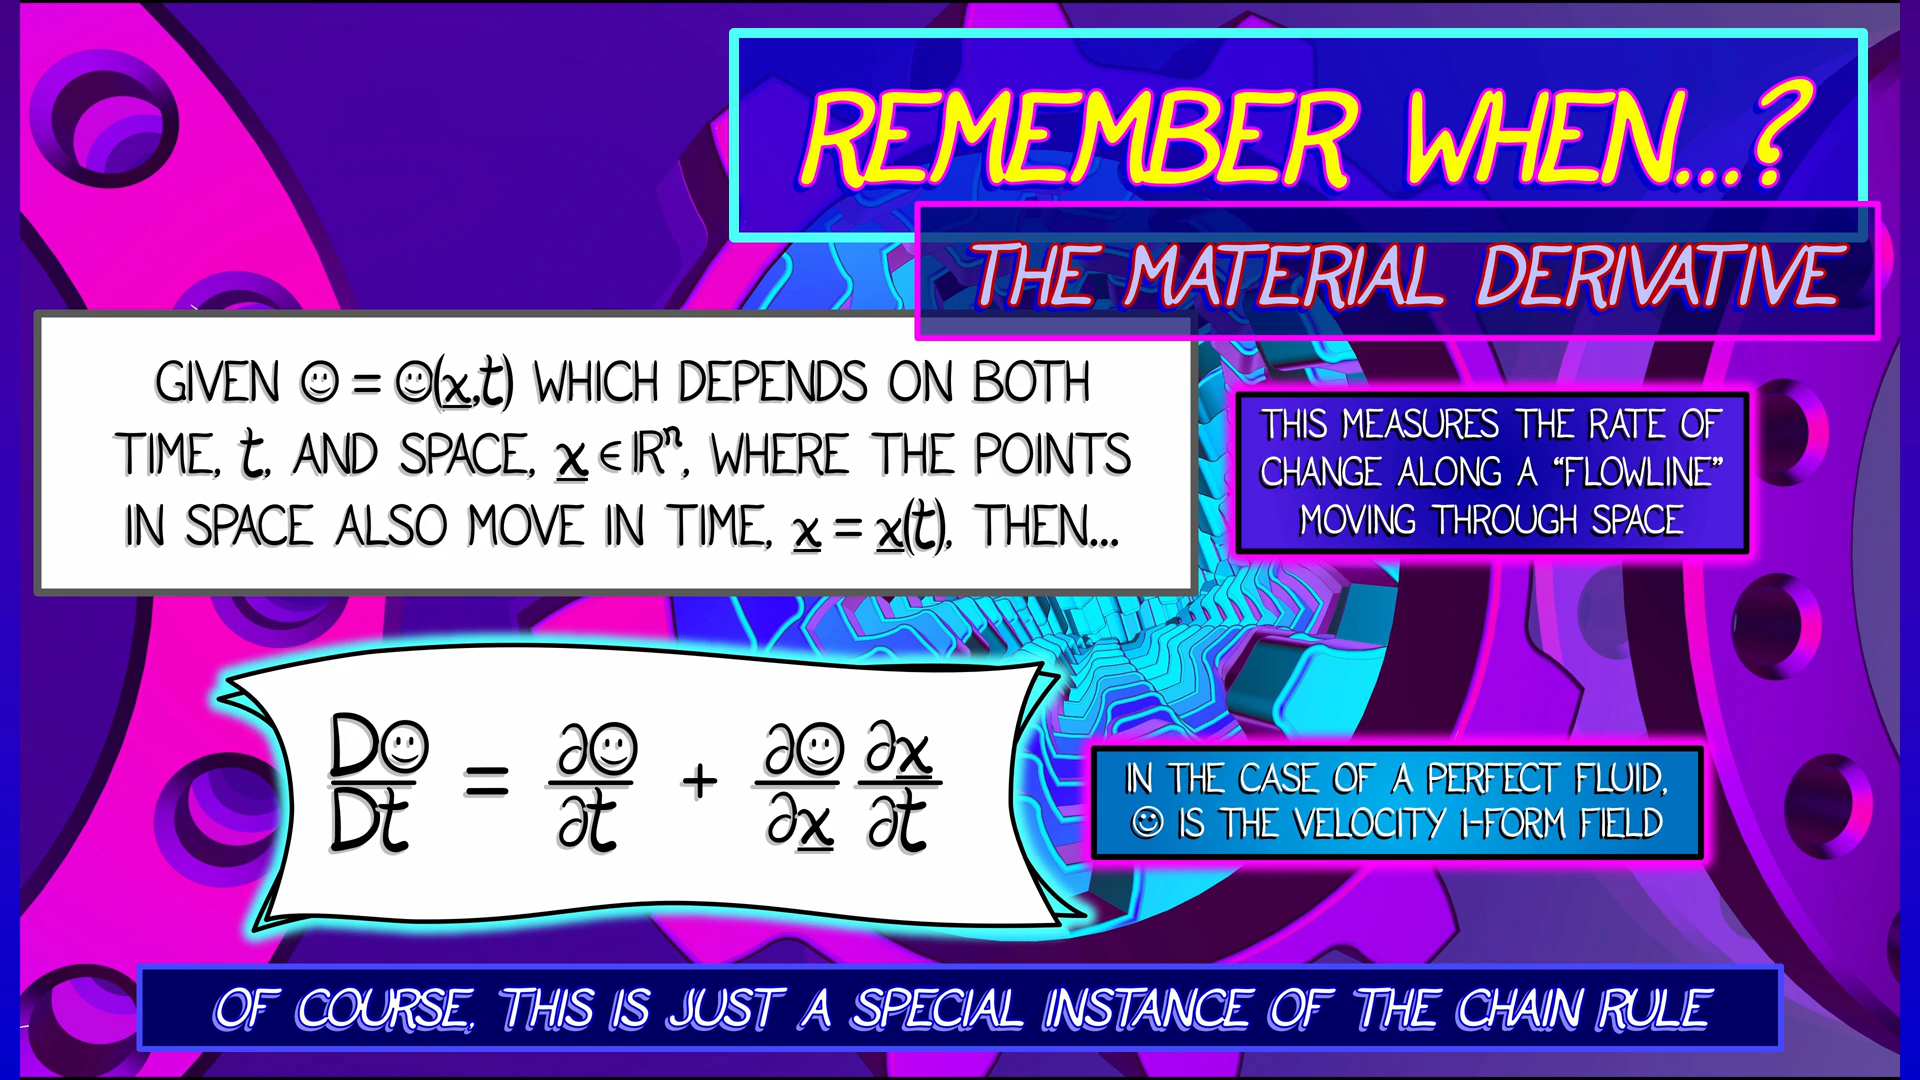 REMEMBER WHEN...?
THE MATERIAL DERIVATIVE
GIVEN ☺ = ☺(x,t) WHICH DEPENDS ON BOTH
TIME, t, AND SPACE, x ∈ ℝⁿ, WHERE THE POINTS
IN SPACE ALSO MOVE IN TIME, x = x(t), THEN...
THIS MEASURES THE RATE OF
CHANGE ALONG A “FLOWLINE”
MOVING THROUGH SPACE
D☺/Dt = ∂☺/∂t + ∂☺/∂x ∂x/∂t
IN THE CASE OF A PERFECT FLUID,
☺ IS THE VELOCITY 1-FORM FIELD
OF COURSE, THIS IS JUST A SPECIAL INSTANCE OF THE CHAIN RULE